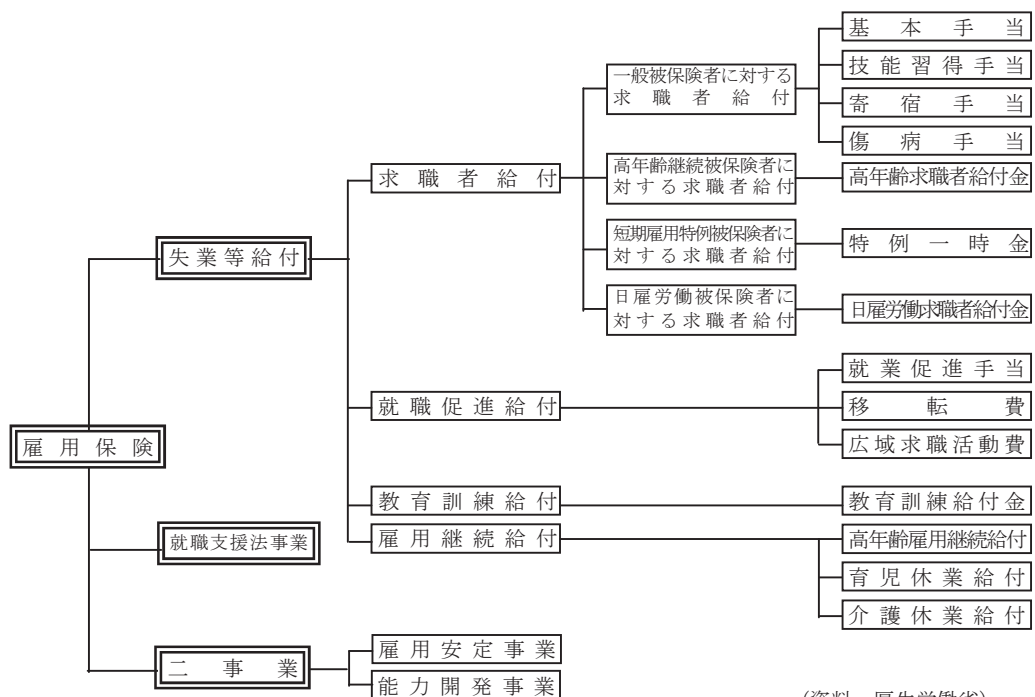 雇用保険
失業等給付
就職支援法事業
二事業
求職者給付
就職促進給付
教育訓練給付
雇用継続給付
雇用安定事業
能力開発事業
一般被保険者に対する
求職者給付
高年齢継続被保険者に
対する求職者給付
短期雇用特例被保険者に
対する求職者給付
日雇労働被保険者に
対する求職者給付
基本手当
技能習得手当
寄宿手当
傷病手当
高年齢求職者給付金
特例一時金
日雇労働求職者給付金
就業促進手当
移転費
広域求職活動費
教育訓練給付金
高年齢雇用継続給付
育児休業給付
介護休業給付
(資料 厚生労働省)